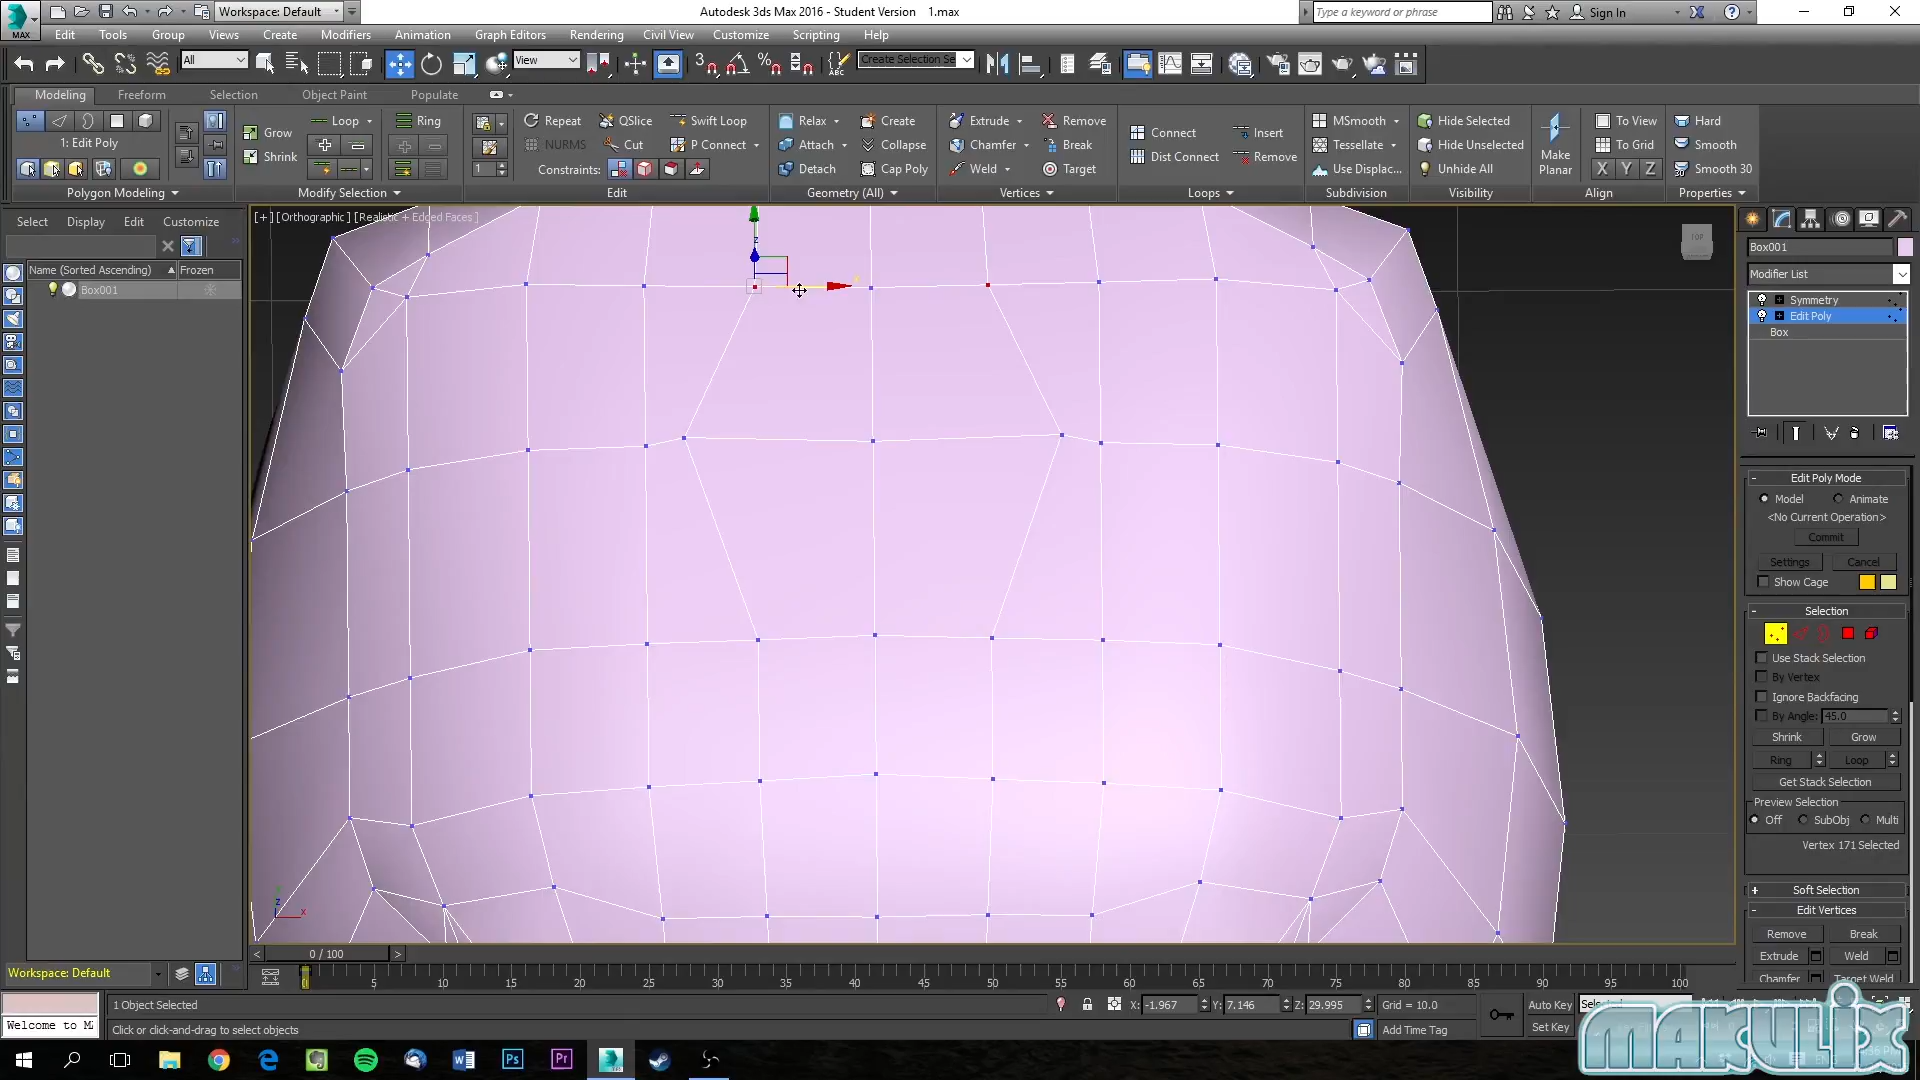 MAX
Workspace: Default
Autodesk 3ds Max 2016 - Student Version 1.max
Type a keyword or phrase
Sign In
Edit Tools Group Views Create Modifiers Animation Graph Editors Rendering Civil View Customize Scripting Help
All View Create Selection Se
Modeling Freeform Selection Object Paint Populate
Loop Ring Repeat QSlice Swift Loop Relax Create Extrude Remove MSmooth Hide Selected To View Hard
1: Edit Poly Grow Shrink NURMS Cut P Connect Attach Collapse Chamfer Break Connect Insert Tessellate Hide Unselected Make Planar To Grid Smooth
1 Constraints: Detach Cap Poly Weld Target Dist Connect Remove Use Displac... Unhide All X Y Z Smooth 30
Polygon Modeling Modify Selection Edit Geometry (All) Vertices Loops Subdivision Visibility Align Properties
Select Display Edit Customize
[+] [Orthographic] [Realistic + Edged Faces]
TOP
Name (Sorted Ascending) Frozen
Box001
z
x
z
x
Box001
Modifier List
Symmetry
Edit Poly
Box
Edit Poly Mode
Model Animate
<No Current Operation>
Commit
Settings Cancel
Show Cage
Selection
Use Stack Selection
By Vertex
Ignore Backfacing
By Angle: 45.0
Shrink Grow
Ring Loop
Get Stack Selection
Preview Selection
Off SubObj Multi
Vertex 171 Selected
Soft Selection
Edit Vertices
Remove Break
Extrude Weld
Chamfer Target Weld
< 0 / 100 >
Workspace: Default
0 5 10 15 20 25 30 35 40 45 50 55 60 65 70 75 80 85 90 95 100
1 Object Selected
X: -1.967 Y: 7.146 Z: 29.995 Grid = 10.0 Auto Key Selected
Welcome to M
Click or click-and-drag to select objects
Add Time Tag Set Key
MAKULIX